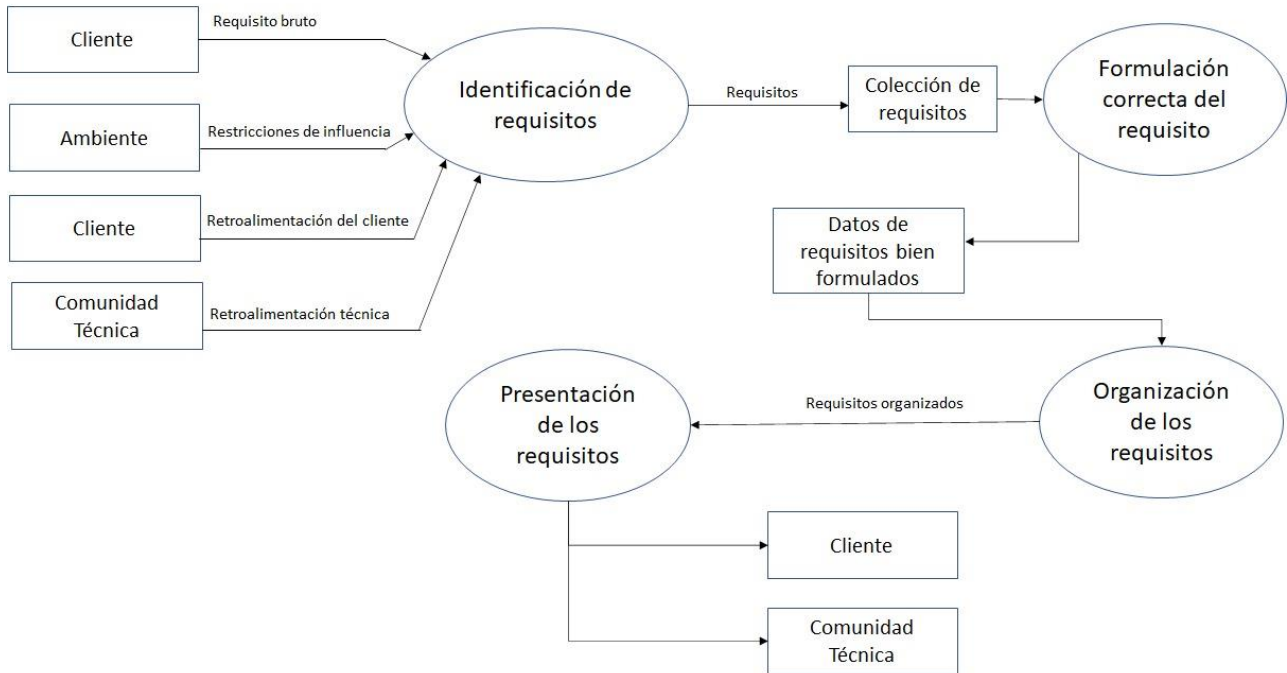 Cliente
Requisito bruto
Ambiente
Restricciones de influencia
Cliente
Retroalimentación del cliente
Comunidad
Técnica
Retroalimentación técnica
Identificación de
requisitos
Requisitos
Colección de
requisitos
Formulación
correcta del
requisito
Datos de
requisitos bien
formulados
Organización
de los
requisitos
Requisitos organizados
Presentación
de los
requisitos
Cliente
Comunidad
Técnica